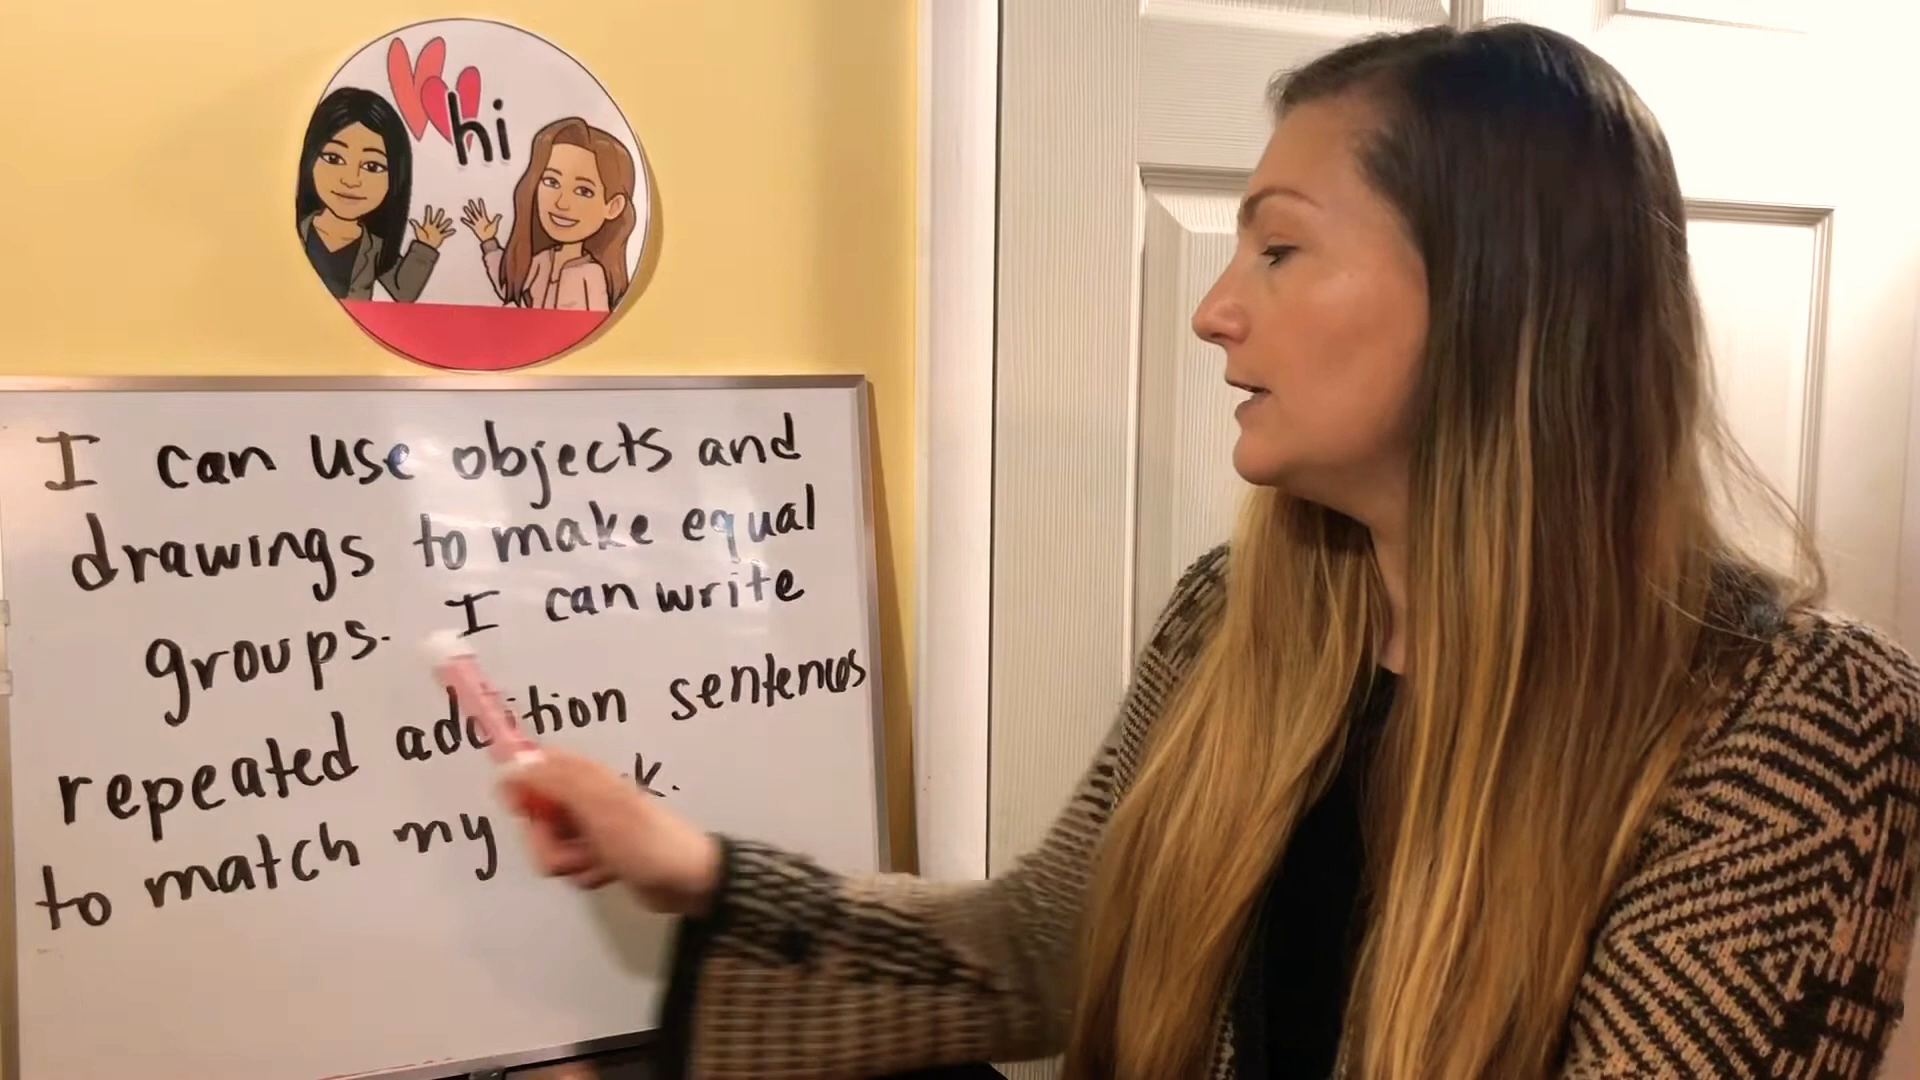 hi
I can use objects and
drawings to make equal
groups. I can write
repeated addition sentences
to match my